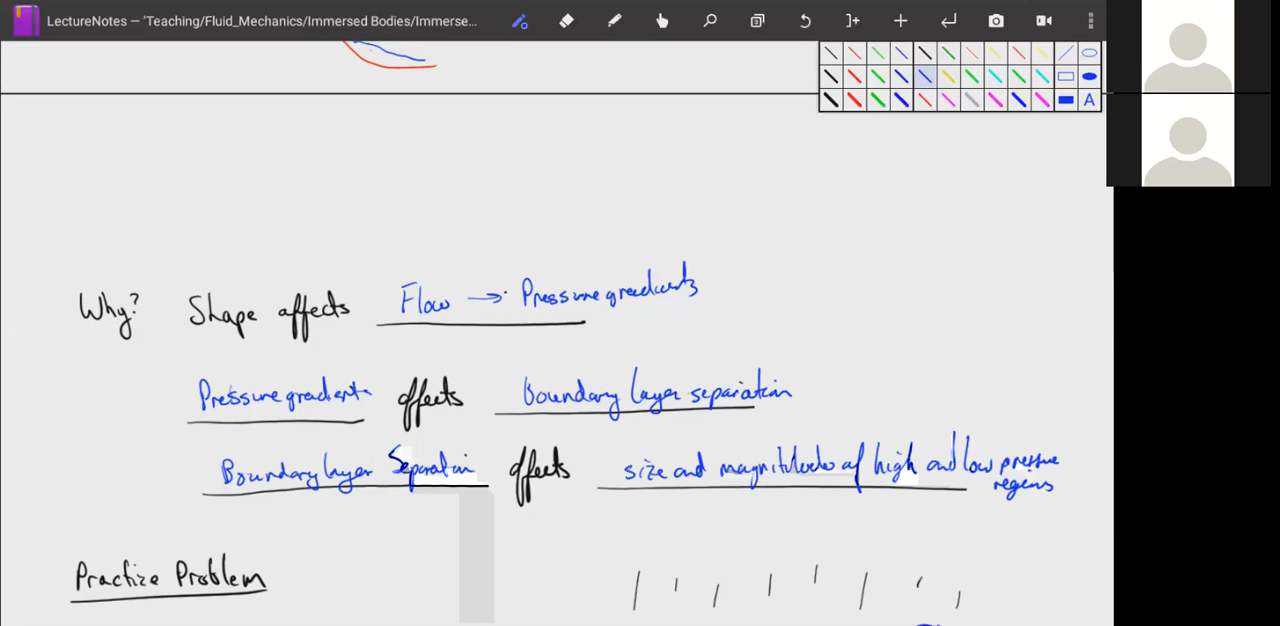 LectureNotes — 'Teaching/Fluid_Mechanics/Immersed Bodies/Immerse...
A
Why? Shape affects Flow → Pressure gradients
Pressure gradient affects Boundary layer separation
Boundary layer Separation affects size and magnitude of high and low pressure
regions
Practice Problem